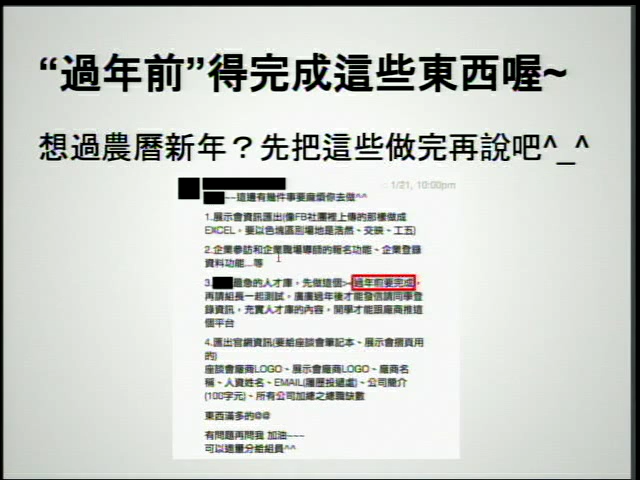 “過年前”得完成這些東西喔~
想過農曆新年？先把這些做完再說吧^_^
1/21, 10:00pm
~~這邊有幾件事要麻煩你去做^^
1.展示會資訊匯出(像FB社團裡上傳的那樣做成
EXCEL，要以色塊區別場地是浩然、交映、工五)
2.企業參訪和企業職場導師的報名功能、企業登錄
資料功能...等
3.最急的人才庫，先做這個>~過年前要完成，
再請組長一起測試，廣廣過年後才能發信請同學登
錄資訊，充實人才庫的內容，開學才能跟廠商推這
個平台
4.匯出官網資訊(要給座談會筆記本、展示會摺頁用
的)
座談會廠商LOGO、展示會廠商LOGO、廠商名
稱、人資姓名、EMAIL(履歷投遞處)、公司簡介
(100字元)、所有公司加總之總職缺數
東西滿多的@@
有問題再問我 加油~~~
可以適量分給組員^^